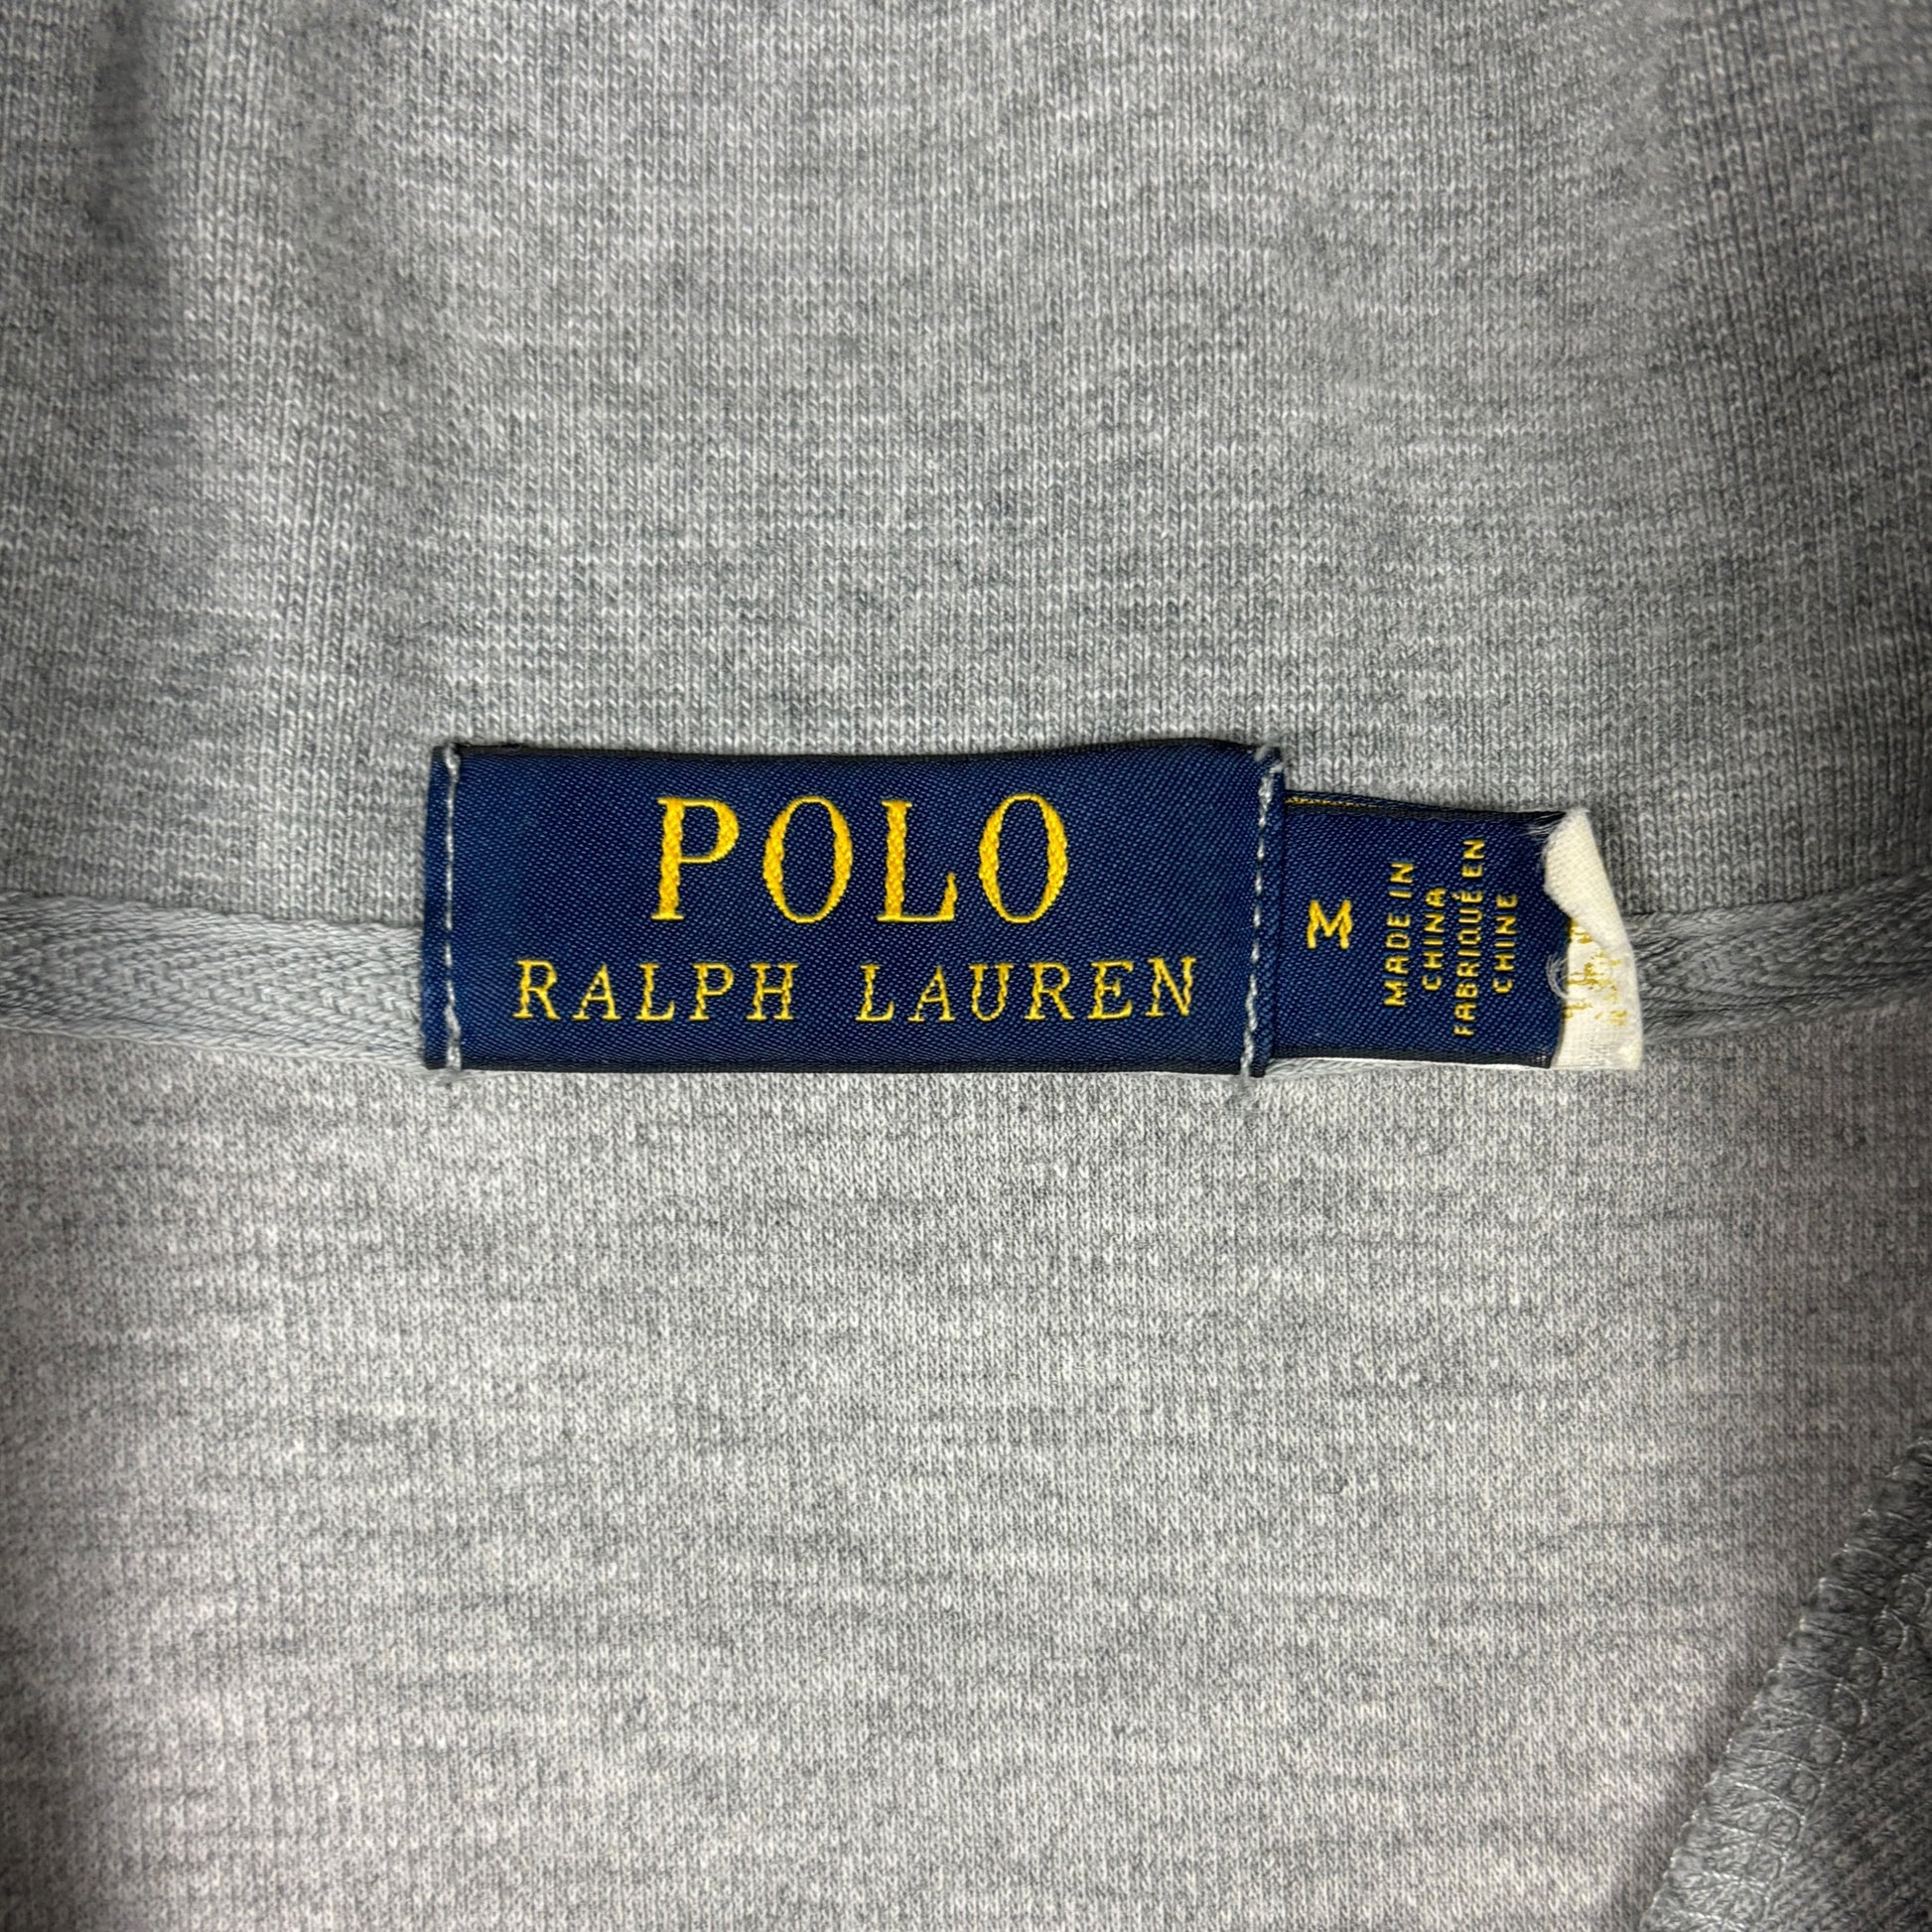 POLO
RALPH LAUREN
M
MADE IN
CHINA
FABRIQUÉ EN
CHINE